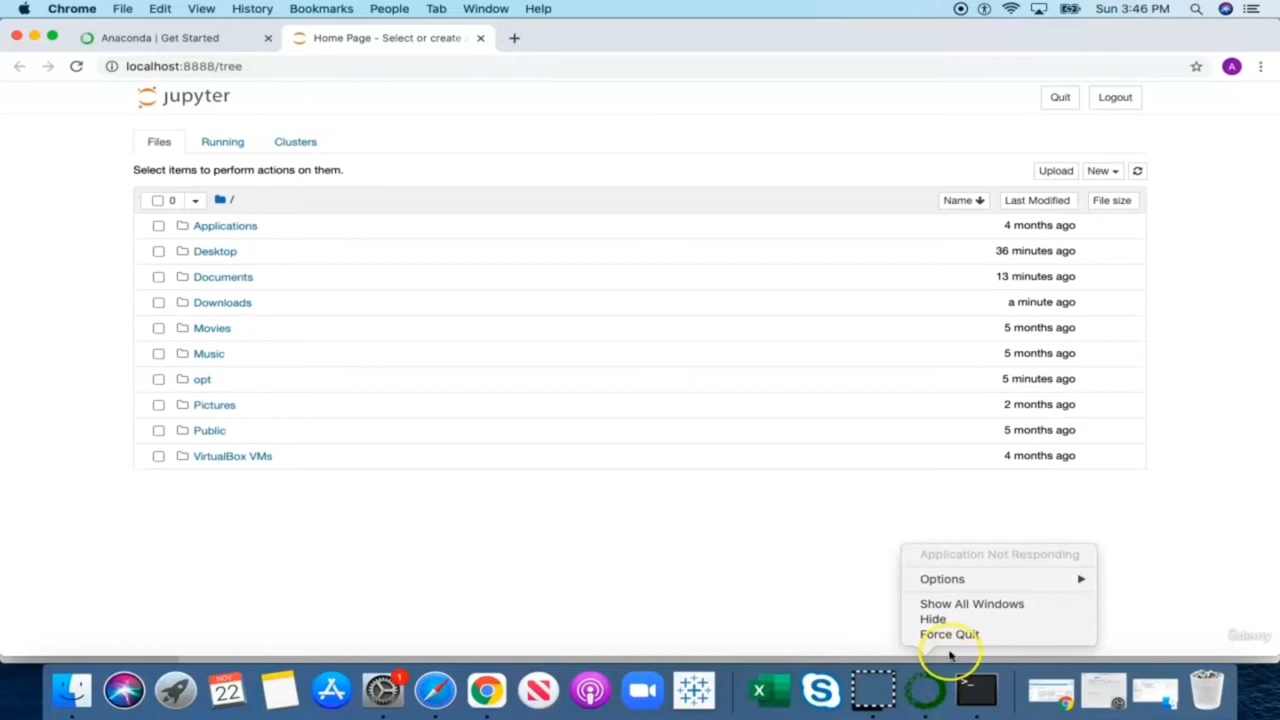 Chrome File Edit View History Bookmarks People Tab Window Help Sun 3:46 PM
Anaconda | Get Started Home Page - Select or create
localhost:8888/tree A
jupyter Quit Logout
Files Running Clusters
Select items to perform actions on them. Upload New
0 / Name Last Modified File size
Applications 4 months ago
Desktop 36 minutes ago
Documents 13 minutes ago
Downloads a minute ago
Movies 5 months ago
Music 5 months ago
opt 5 minutes ago
Pictures 2 months ago
Public 5 months ago
VirtualBox VMs 4 months ago
Application Not Responding
Options
Show All Windows
Hide
Force Quit
Udemy
NOV
22
1